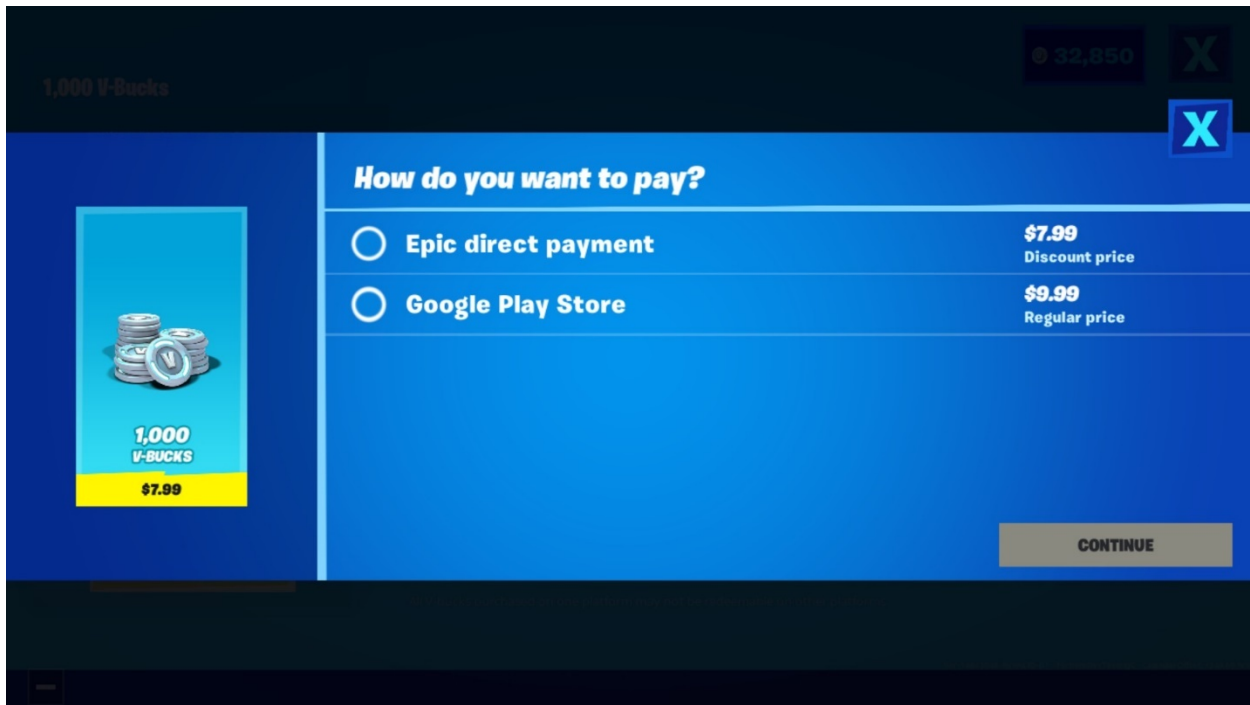 1,000 V-Bucks
32,850
X
X
How do you want to pay?
Epic direct payment
$7.99
Discount price
Google Play Store
$9.99
Regular price
V
1,000
V-BUCKS
$7.99
CONTINUE